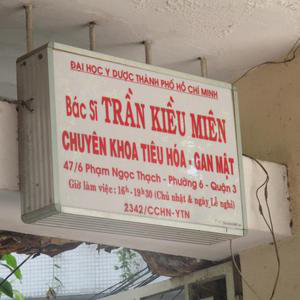 ĐẠI HỌC Y DƯỢC THÀNH PHỐ HỒ CHÍ MINH
Bác Sĩ TRẦN KIỀU MIÊN
CHUYÊN KHOA TIÊU HÓA - GAN MẬT
47/6 Phạm Ngọc Thạch - Phường 6 - Quận 3
Giờ làm việc: 16ʰ - 19ʰ30 (Chủ nhật & ngày Lễ nghỉ)
2342/CCHN-YTN